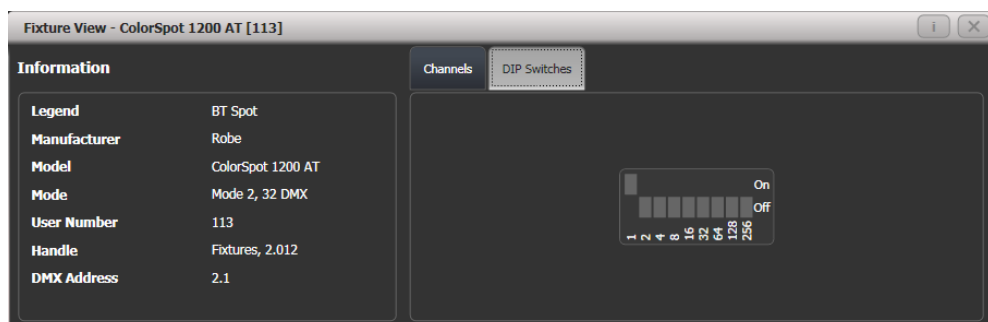 Fixture View - ColorSpot 1200 AT [113]
i
Information
Channels
DIP Switches
Legend BT Spot
Manufacturer Robe
Model ColorSpot 1200 AT
Mode Mode 2, 32 DMX
User Number 113
Handle Fixtures, 2.012
DMX Address 2.1
On
Off
1 2 4 8 16 32 64 128 256